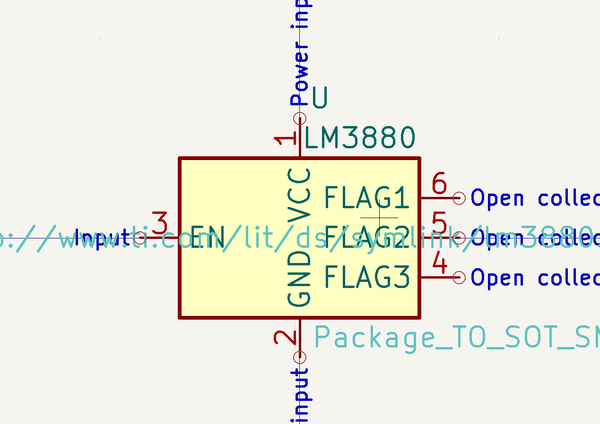 Power inp
U
1
LM3880
VCC
FLAG1
6
Open collec
p://www.ti.com/lit/ds/symlink/lm3880
Input
3
EN
FLAG2
5
Open collec
GND
FLAG3
4
Open collec
2
Package_TO_SOT_SM
input